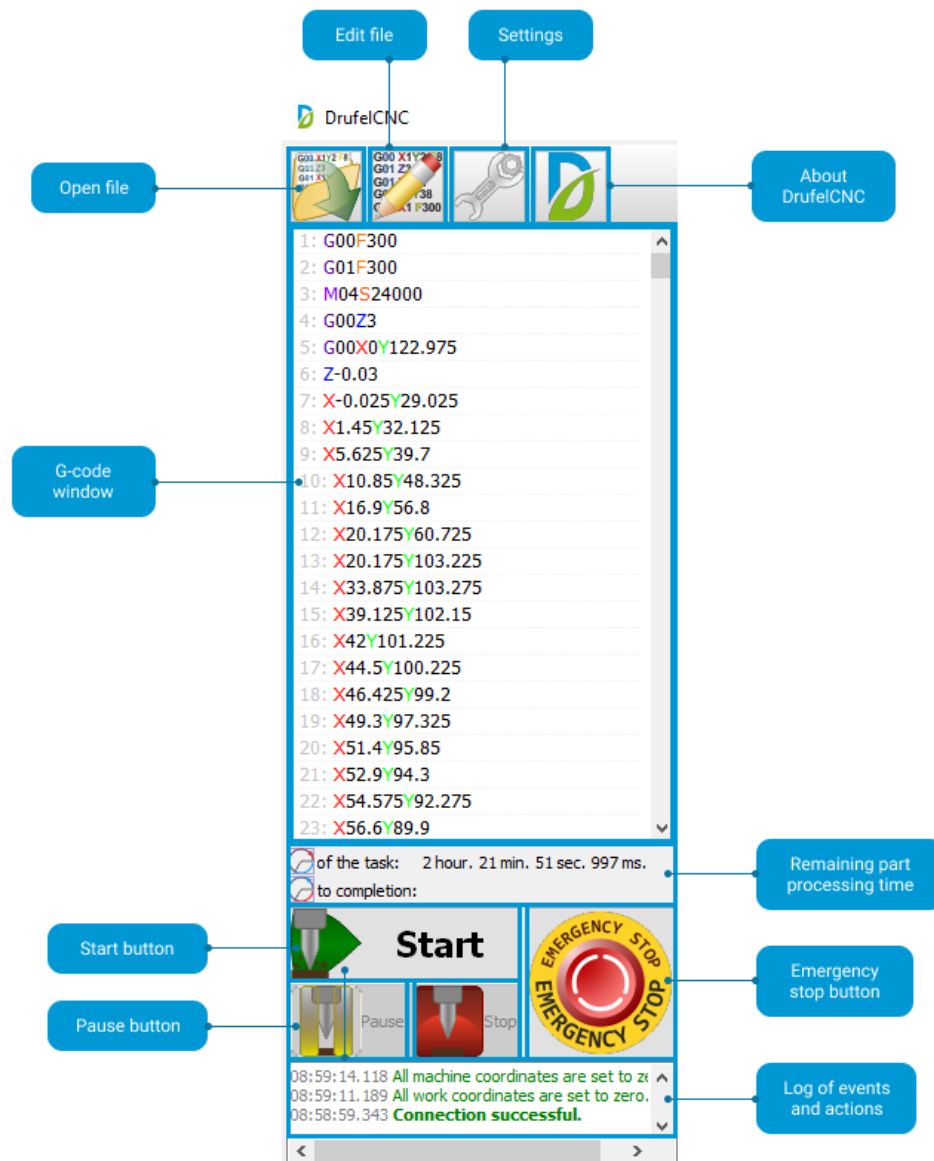 Edit file
Settings
DrufelCNC
Open file
About
DrufelCNC
1: G00F300
2: G01F300
3: M04S24000
4: G00Z3
5: G00X0Y122.975
6: Z-0.03
7: X-0.025Y29.025
8: X1.45Y32.125
9: X5.625Y39.7
G-code
window
10: X10.85Y48.325
11: X16.9Y56.8
12: X20.175Y60.725
13: X20.175Y103.225
14: X33.875Y103.275
15: X39.125Y102.15
16: X42Y101.225
17: X44.5Y100.225
18: X46.425Y99.2
19: X49.3Y97.325
20: X51.4Y95.85
21: X52.9Y94.3
22: X54.575Y92.275
23: X56.6Y89.9
of the task: 2 hour. 21 min. 51 sec. 997 ms.
to completion:
Remaining part
processing time
Start button
Start
EMERGENCY STOP
EMERGENCY STOP
Emergency
stop button
Pause button
Pause
Stop
08:59:14.118 All machine coordinates are set to
08:59:11.189 All work coordinates are set to zero.
08:58:59.343 Connection successful.
Log of events
and actions